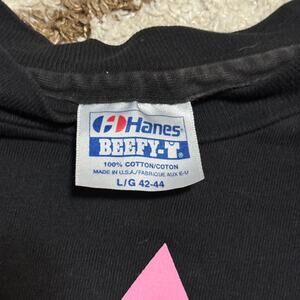 Hanes®
BEEFY-T®
100% COTTON/COTON
MADE IN U.S.A./FABRIQUE AUX E-U
L/G 42-44